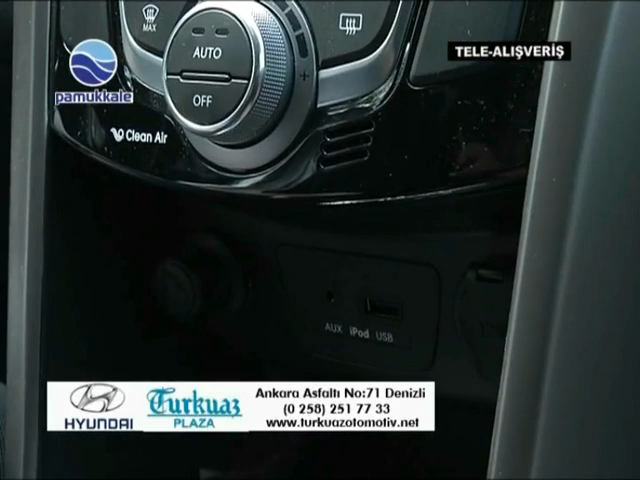 MAX
AUTO
OFF
Clean Air
TELE-ALIŞVERİŞ
pamukkale
AUX iPod USB
HYUNDAI
Turkuaz
PLAZA
Ankara Asfaltı No:71 Denizli
(0 258) 251 77 33
www.turkuazotomotiv.net